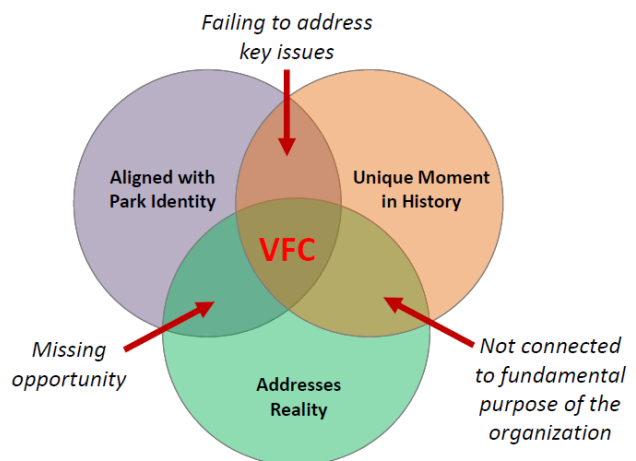 Failing to address
key issues
Aligned with
Park Identity
Unique Moment
in History
VFC
Missing
opportunity
Addresses
Reality
Not connected
to fundamental
purpose of the
organization